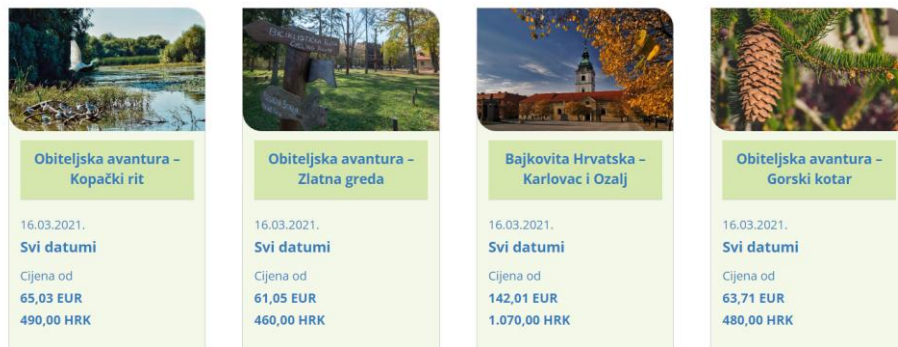 BICIKLISTIČKA
Obiteljska avantura –
Kopački rit
16.03.2021.
Svi datumi
Cijena od
65,03 EUR
490,00 HRK
Obiteljska avantura –
Zlatna greda
16.03.2021.
Svi datumi
Cijena od
61,05 EUR
460,00 HRK
Bajkovita Hrvatska –
Karlovac i Ozalj
16.03.2021.
Svi datumi
Cijena od
142,01 EUR
1.070,00 HRK
Obiteljska avantura –
Gorski kotar
16.03.2021.
Svi datumi
Cijena od
63,71 EUR
480,00 HRK